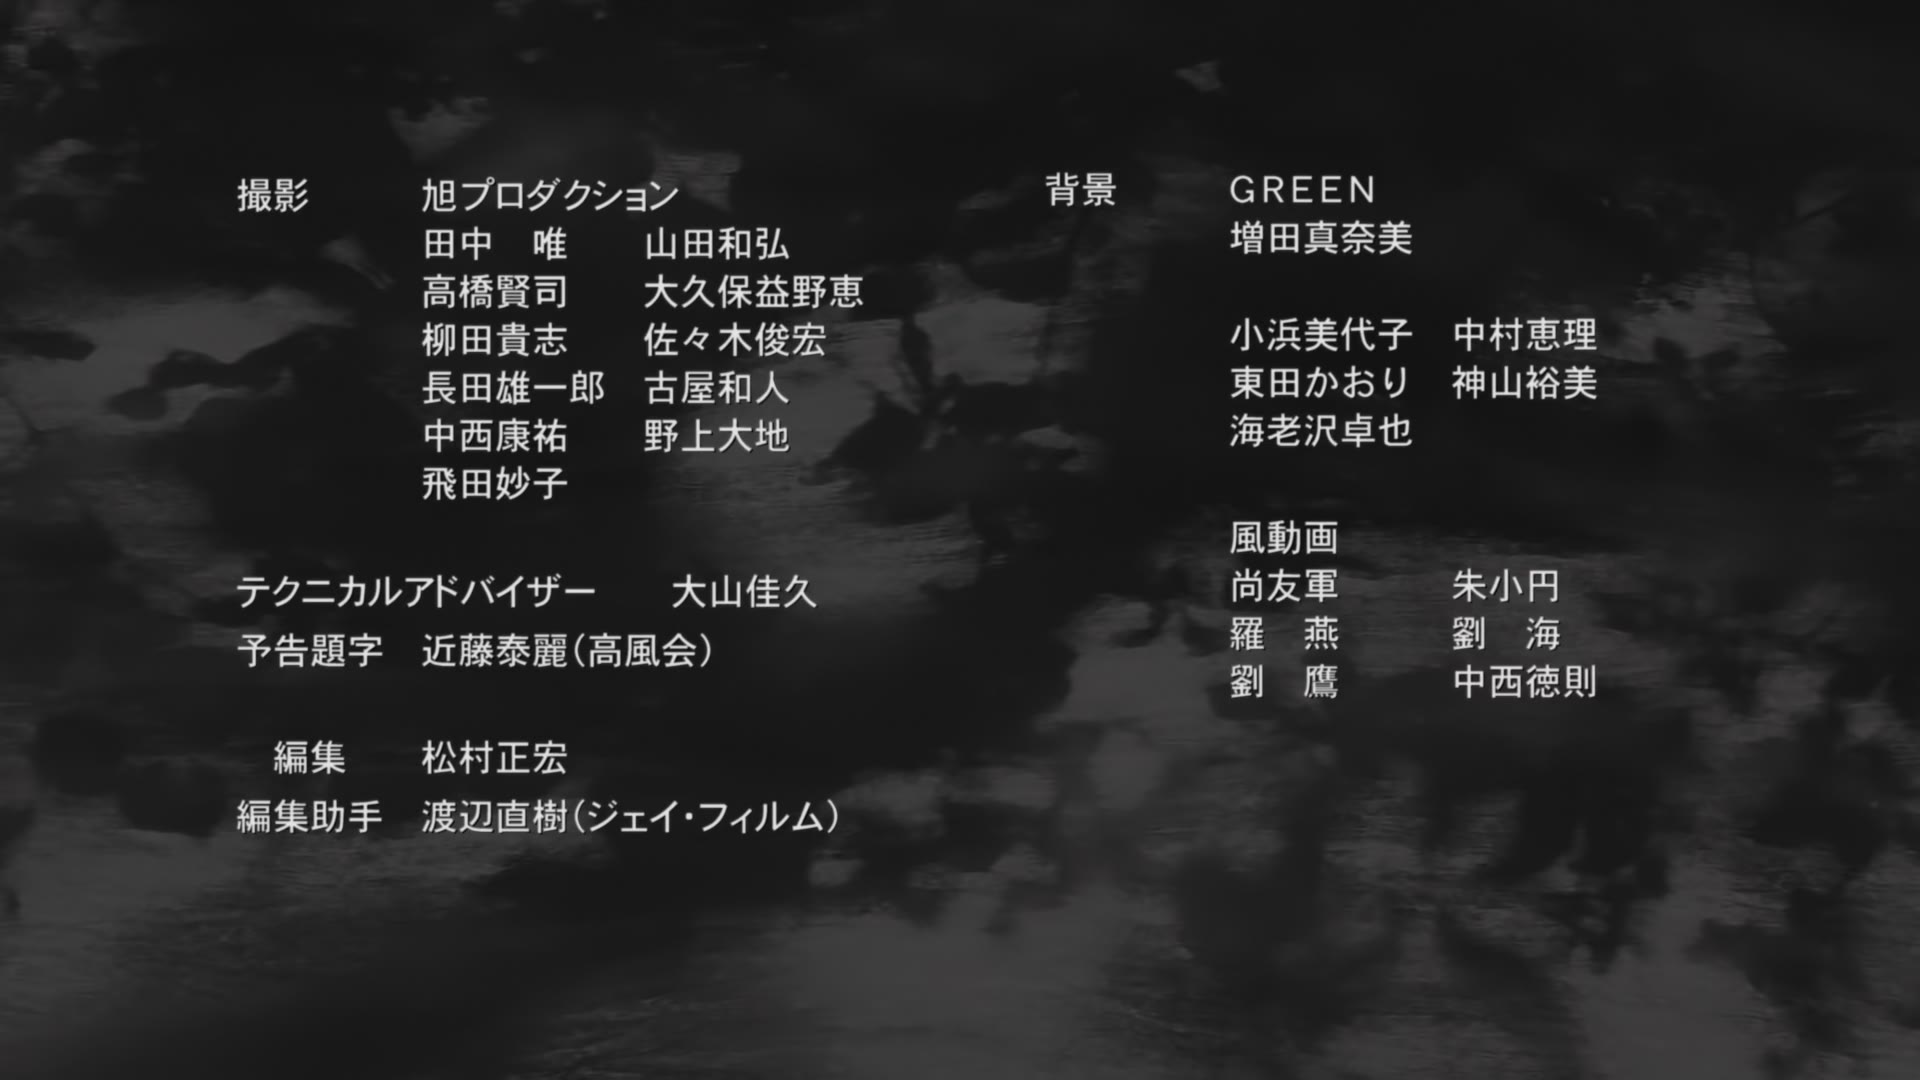 撮影　旭プロダクション
田中　唯　山田和弘
高橋賢司　大久保益野恵
柳田貴志　佐々木俊宏
長田雄一郎　古屋和人
中西康祐　野上大地
飛田妙子
テクニカルアドバイザー　大山佳久
予告題字　近藤泰麗(高風会)
編集　松村正宏
編集助手　渡辺直樹(ジェイ・フィルム)
背景　GREEN
増田真奈美
小浜美代子　中村恵理
東田かおり　神山裕美
海老沢卓也
風動画
尚友軍　朱小円
羅　燕　劉　海
劉　鷹　中西徳則